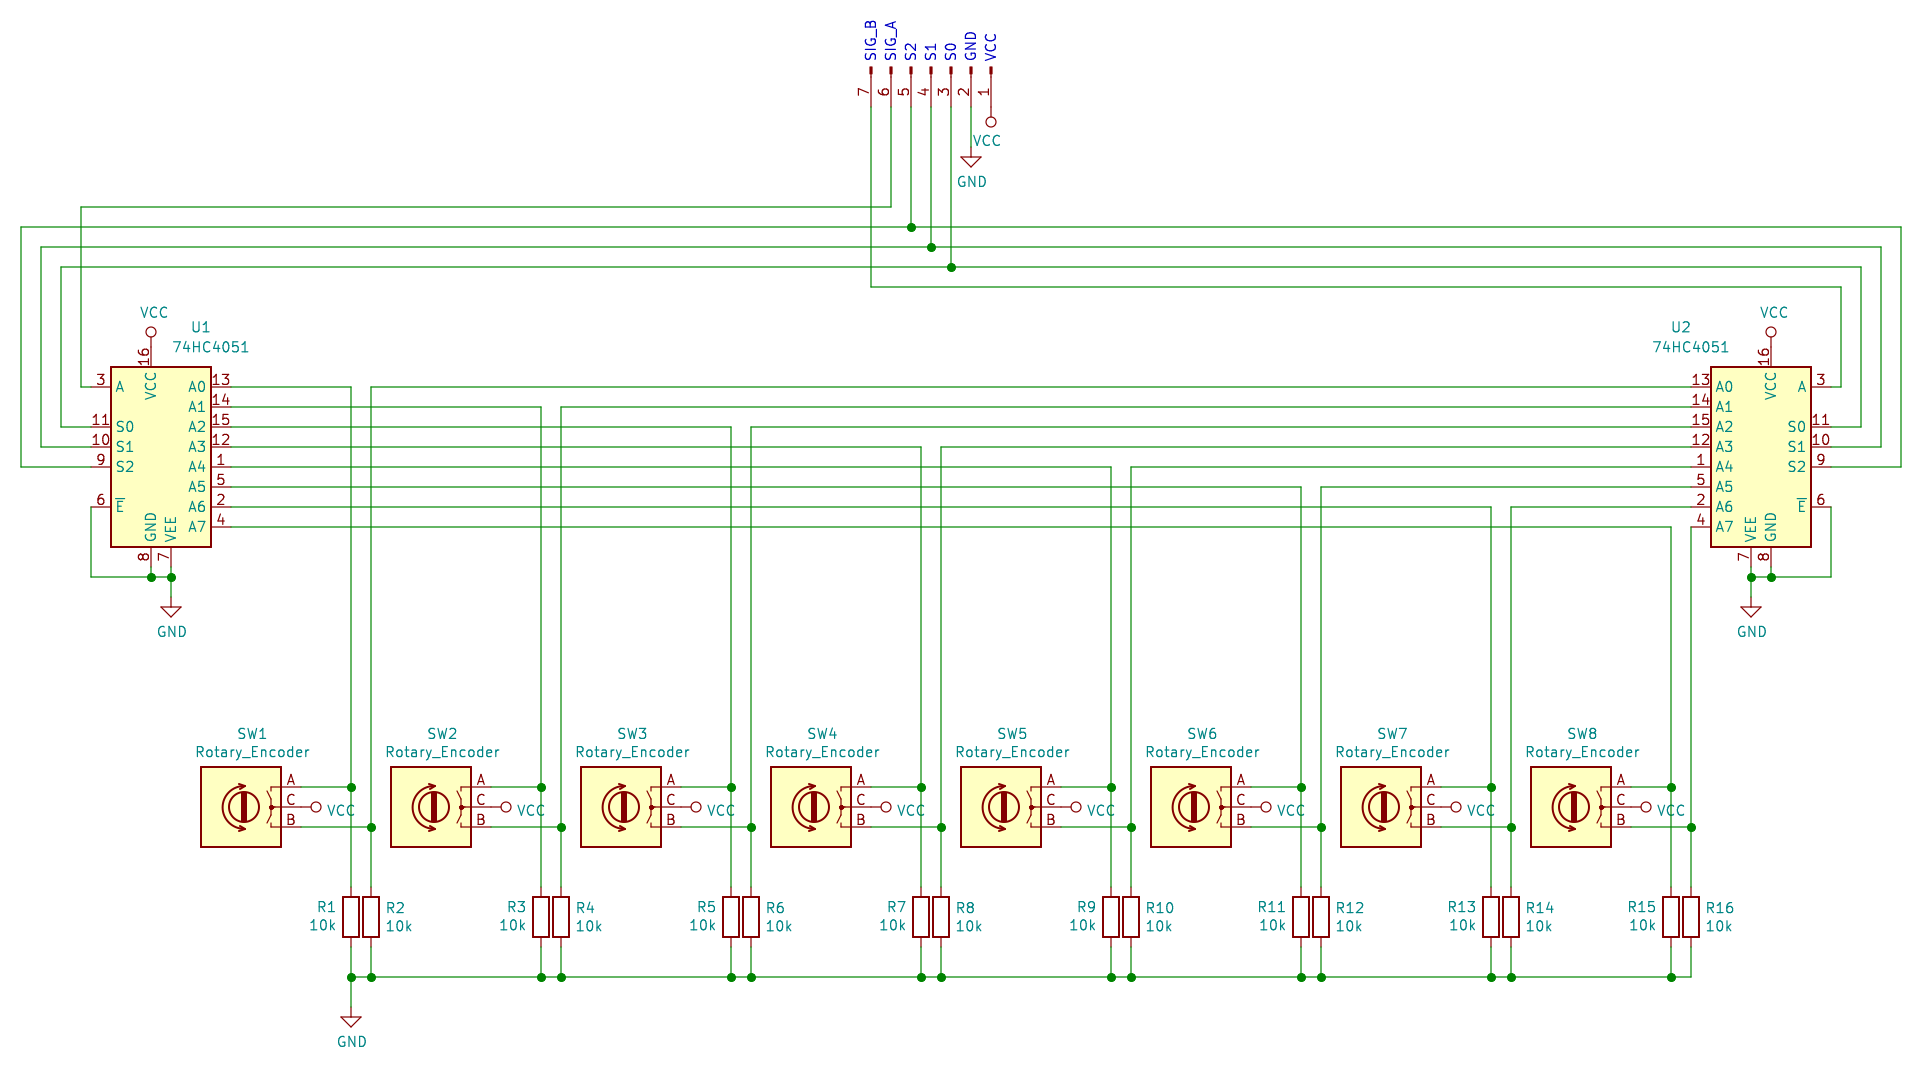 SIG_B SIG_A S2 S1 S0 GND VCC
7 6 5 4 3 2 1
VCC
GND
VCC
U1
74HC4051
16
VCC
3 A
11 S0
10 S1
9 S2
6 E
A0 13
A1 14
A2 15
A3 12
A4 1
A5 5
A6 2
A7 4
GND VEE
8 7
GND
VCC
U2
74HC4051
16
VCC
13 A0
14 A1
15 A2
12 A3
1 A4
5 A5
2 A6
4 A7
A 3
S0 11
S1 10
S2 9
E 6
VEE GND
7 8
GND
SW1
Rotary_Encoder
A
C VCC
B
SW2
Rotary_Encoder
A
C VCC
B
SW3
Rotary_Encoder
A
C VCC
B
SW4
Rotary_Encoder
A
C VCC
B
SW5
Rotary_Encoder
A
C VCC
B
SW6
Rotary_Encoder
A
C VCC
B
SW7
Rotary_Encoder
A
C VCC
B
SW8
Rotary_Encoder
A
C VCC
B
R1
10k
R2
10k
R3
10k
R4
10k
R5
10k
R6
10k
R7
10k
R8
10k
R9
10k
R10
10k
R11
10k
R12
10k
R13
10k
R14
10k
R15
10k
R16
10k
GND